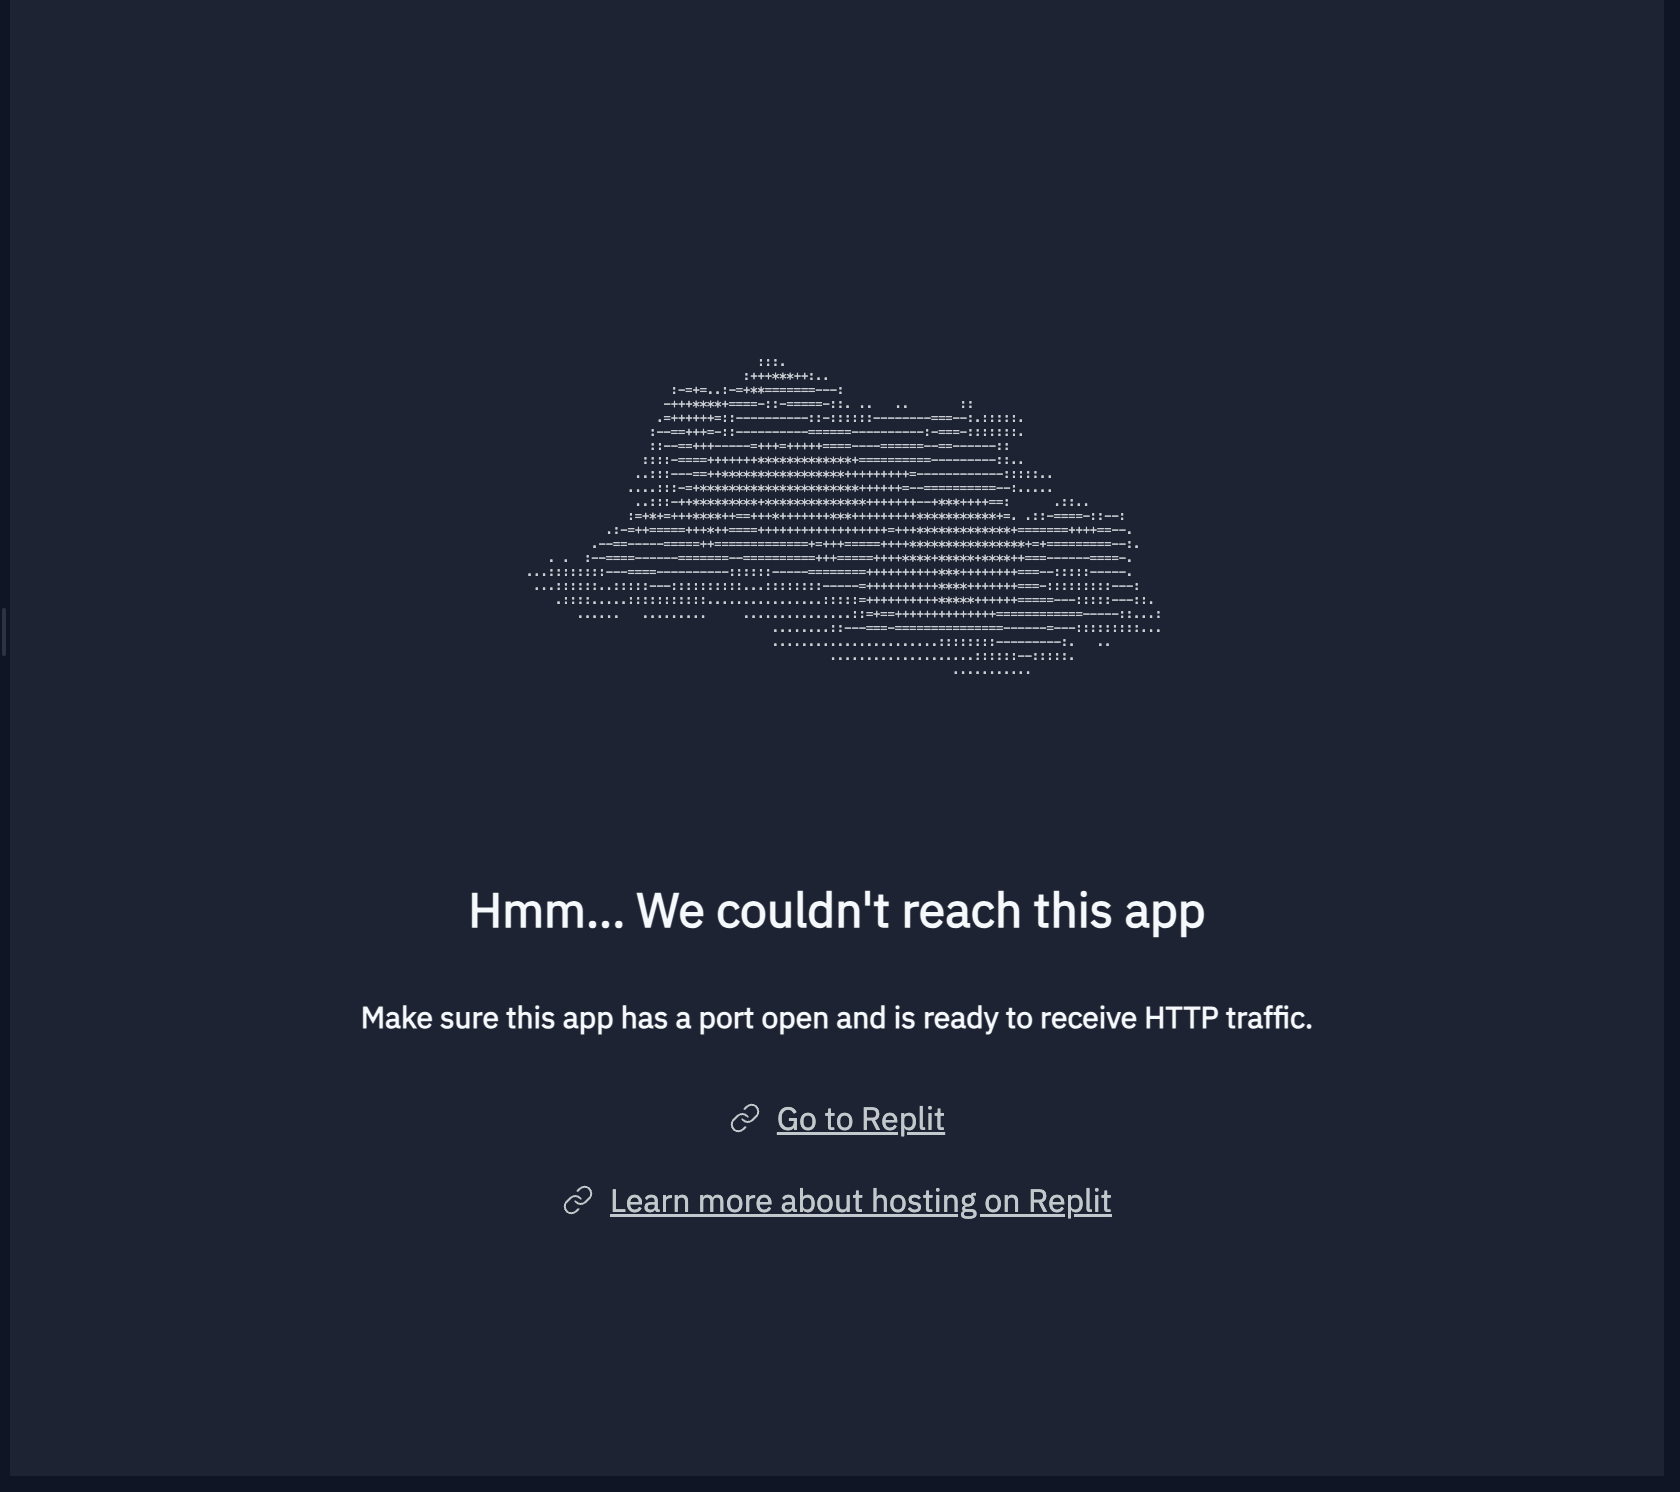 Hmm... We couldn't reach this app
Make sure this app has a port open and is ready to receive HTTP traffic.
Go to Replit
Learn more about hosting on Replit